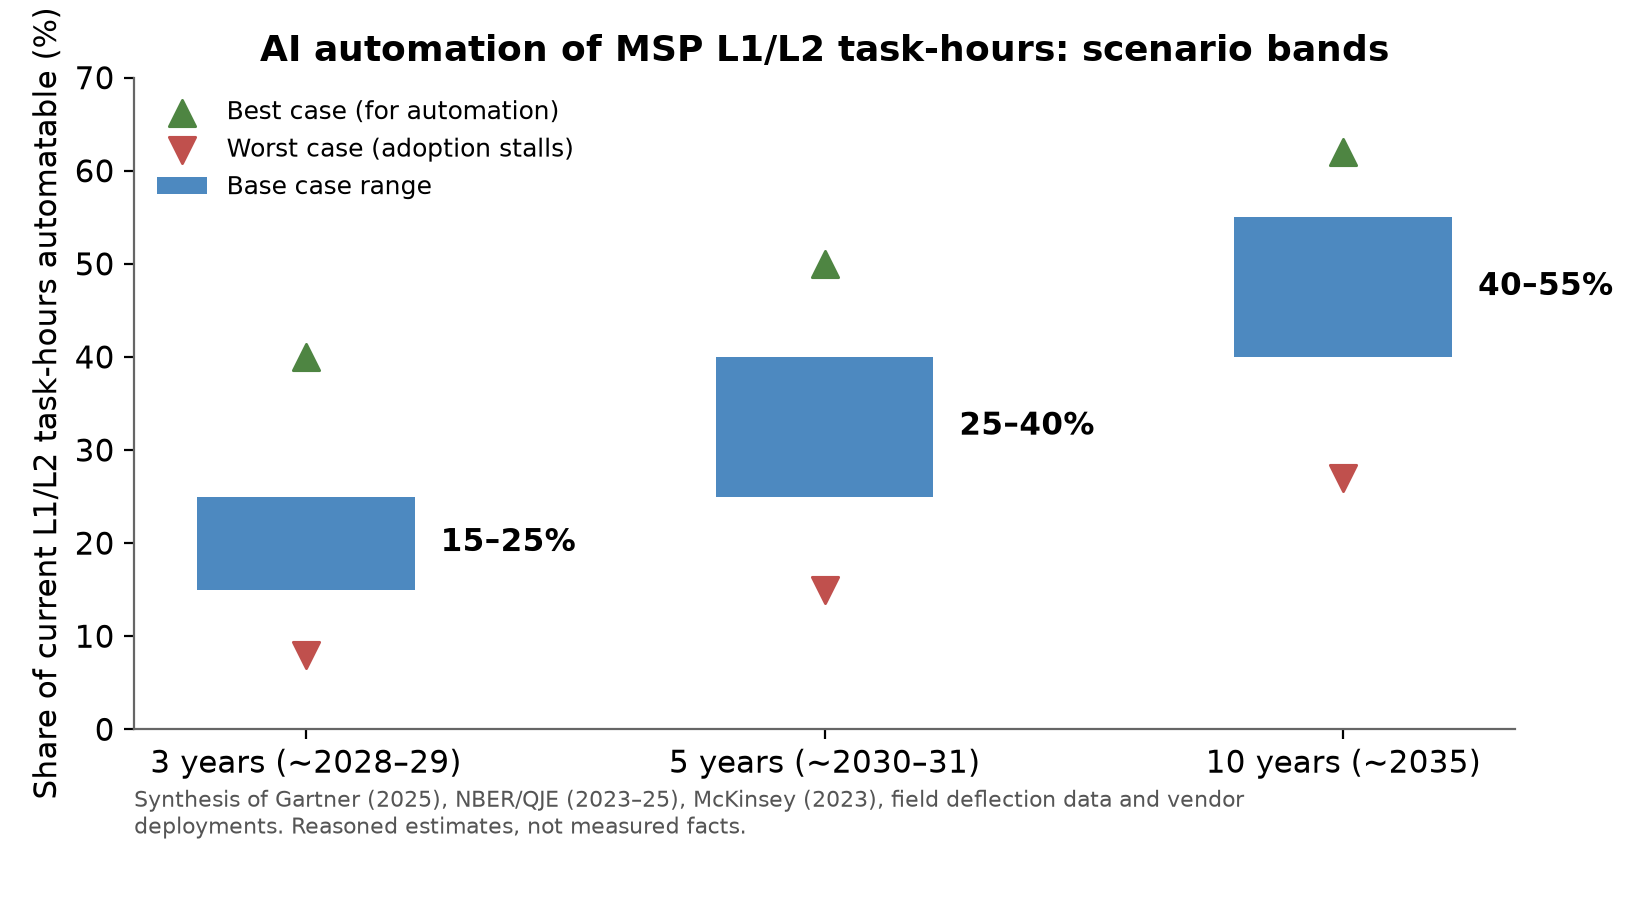 AI automation of MSP L1/L2 task-hours: scenario bands
Share of current L1/L2 task-hours automatable (%)
70
60
50
40
30
20
10
0
Best case (for automation)
Worst case (adoption stalls)
Base case range
15–25%
25–40%
40–55%
3 years (~2028–29)
5 years (~2030–31)
10 years (~2035)
Synthesis of Gartner (2025), NBER/QJE (2023–25), McKinsey (2023), field deflection data and vendor
deployments. Reasoned estimates, not measured facts.